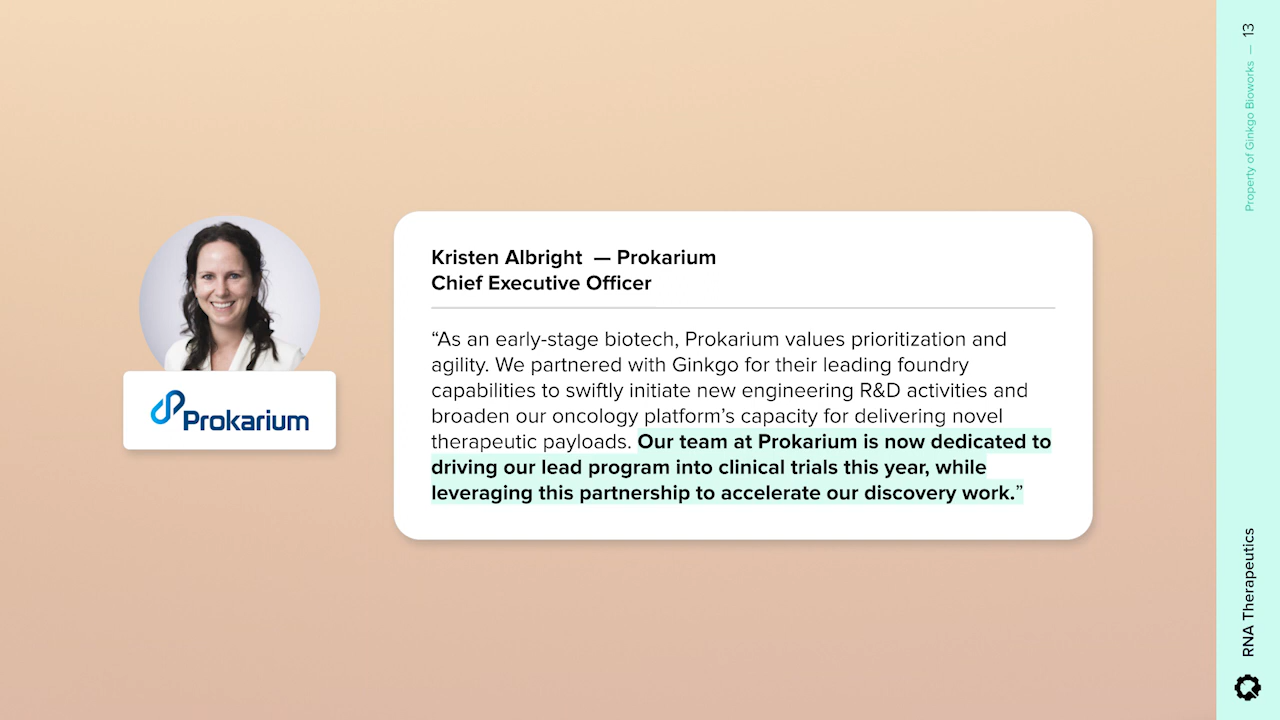 Kristen Albright — Prokarium
Chief Executive Officer
“As an early-stage biotech, Prokarium values prioritization and
agility. We partnered with Ginkgo for their leading foundry
capabilities to swiftly initiate new engineering R&D activities and
broaden our oncology platform’s capacity for delivering novel
therapeutic payloads. Our team at Prokarium is now dedicated to
driving our lead program into clinical trials this year, while
leveraging this partnership to accelerate our discovery work.”
Prokarium
Property of Ginkgo Bioworks — 13
RNA Therapeutics